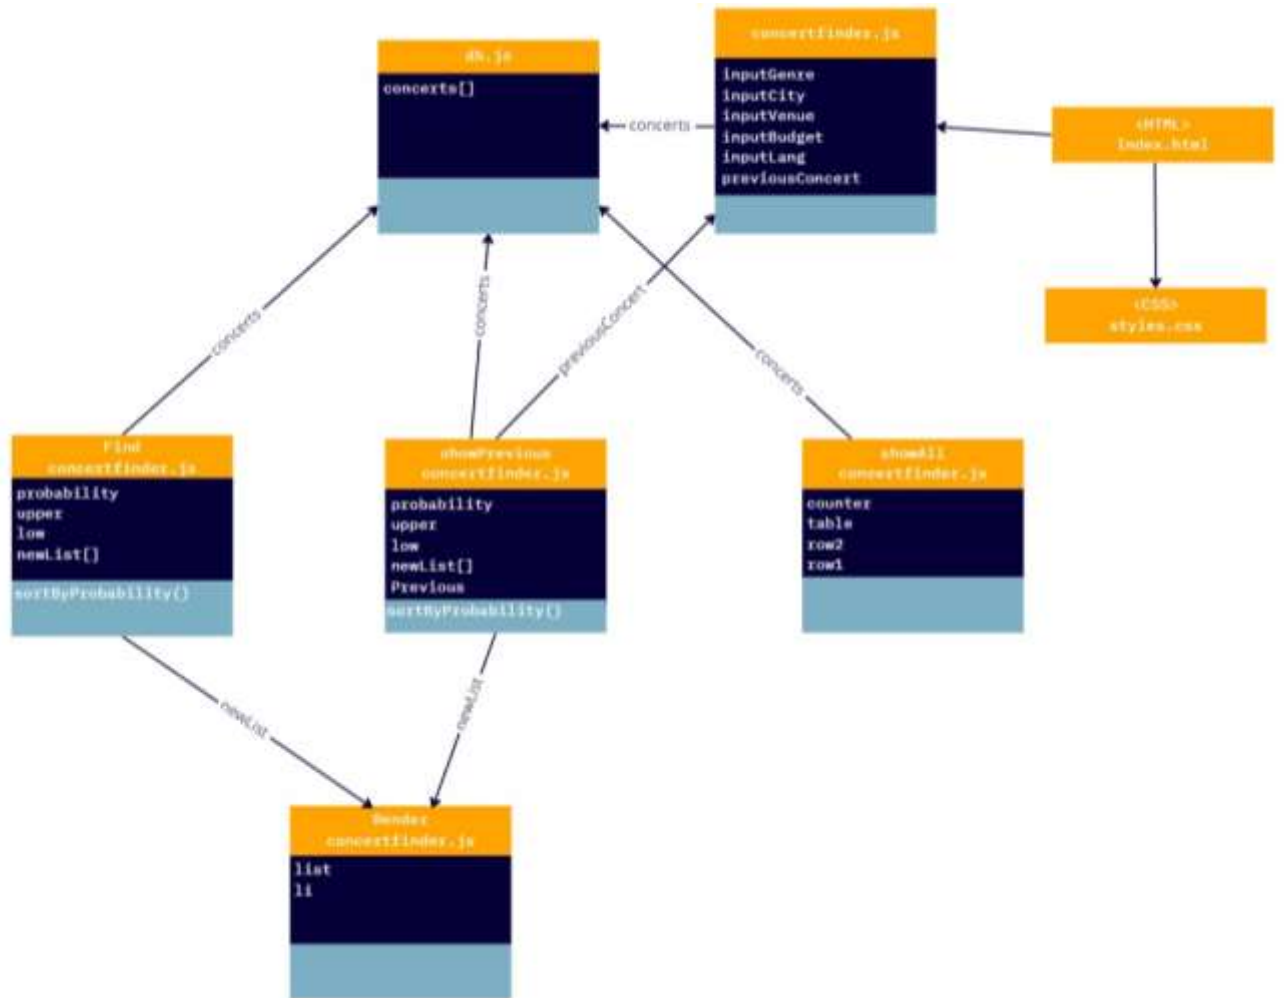 concertfinder.js
db.js
inputGenre
inputCity
inputVenue
inputBudget
inputLang
previousConcert
concerts[]
concerts
<HTML>
index.html
<CSS>
styles.css
concerts
concerts
previousConcert
concerts
Find
concertfinder.js
probability
upper
low
newList[]
sortByProbability()
showPrevious
concertfinder.js
probability
upper
low
newList[]
Previous
sortByProbability()
showAll
concertfinder.js
counter
table
row2
row1
newList
newList
Render
concertfinder.js
list
li